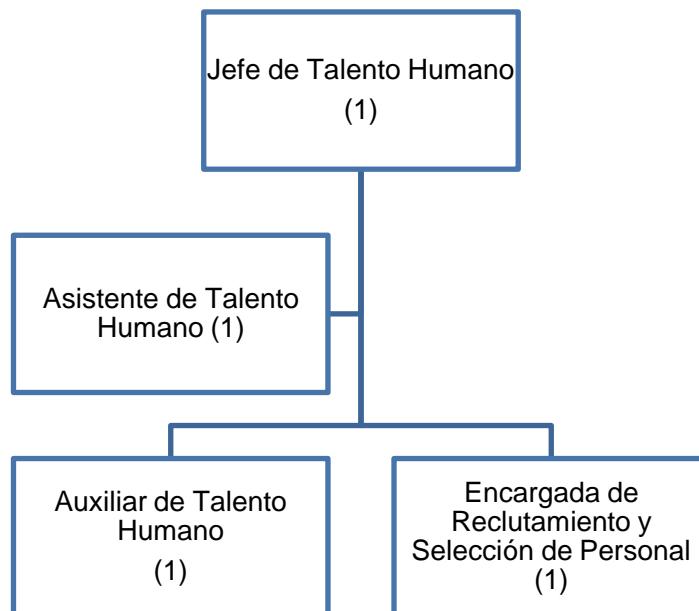 Jefe de Talento Humano
(1)
Asistente de Talento
Humano (1)
Auxiliar de Talento
Humano
(1)
Encargada de
Reclutamiento y
Selección de Personal
(1)